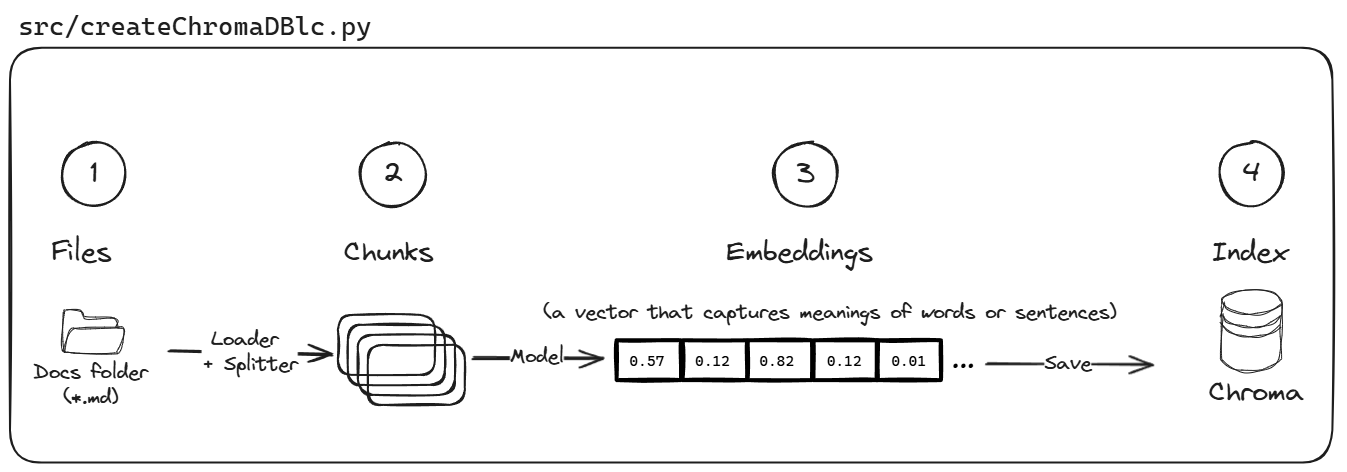 src/createChromaDBlc.py
1
2
3
4
Files
Chunks
Embeddings
Index
(a vector that captures meanings of words or sentences)
Loader
+ Splitter
Model
0.57 0.12 0.82 0.12 0.01 ...
Save
Docs folder
(*.md)
Chroma